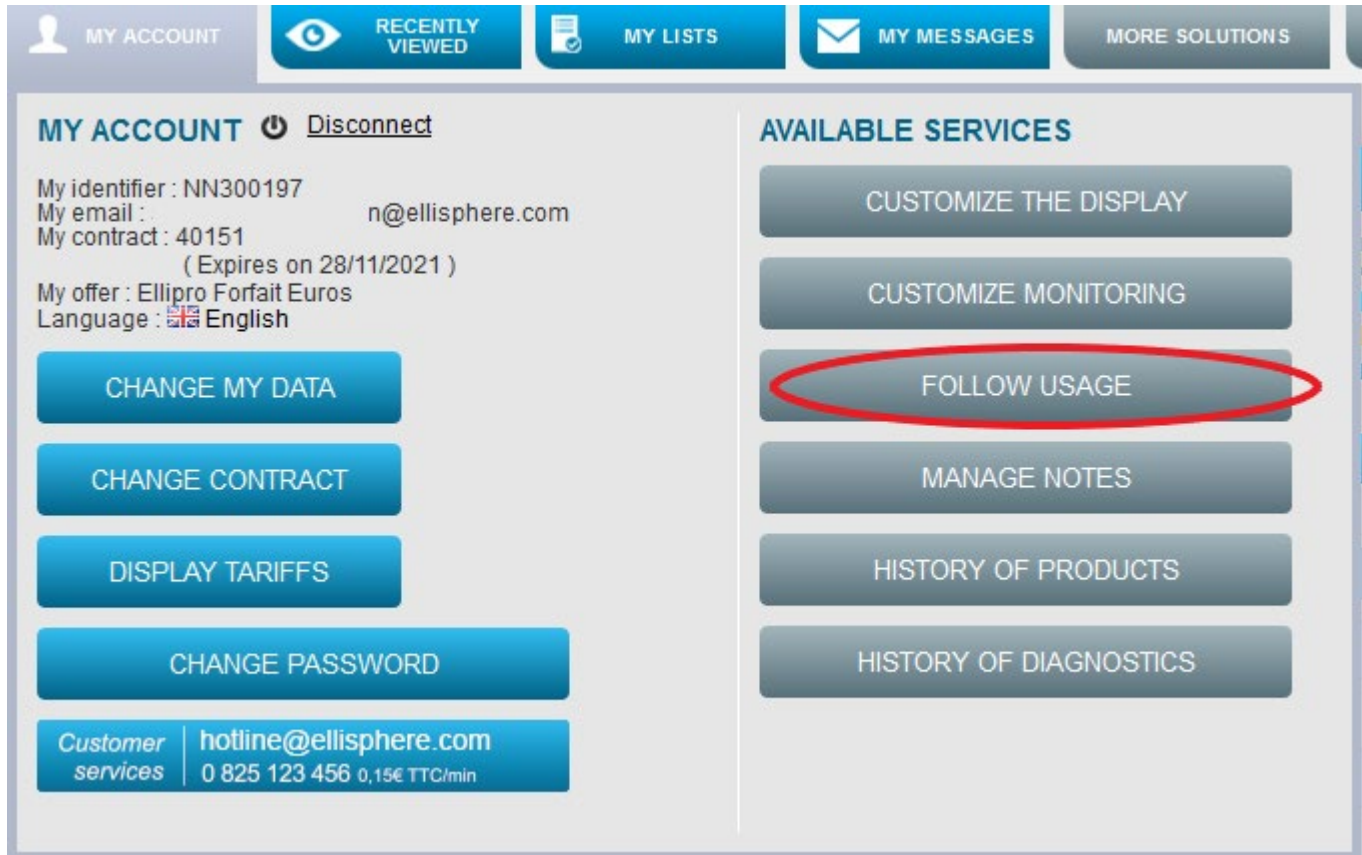 MY ACCOUNT
RECENTLY
VIEWED
MY LISTS
MY MESSAGES
MORE SOLUTIONS
MY ACCOUNT Disconnect
My identifier : NN300197
My email : n@ellisphere.com
My contract : 40151
( Expires on 28/11/2021 )
My offer : Ellipro Forfait Euros
Language : English
CHANGE MY DATA
CHANGE CONTRACT
DISPLAY TARIFFS
CHANGE PASSWORD
Customer
services
hotline@ellisphere.com
0 825 123 456 0,15€ TTC/min
AVAILABLE SERVICES
CUSTOMIZE THE DISPLAY
CUSTOMIZE MONITORING
FOLLOW USAGE
MANAGE NOTES
HISTORY OF PRODUCTS
HISTORY OF DIAGNOSTICS